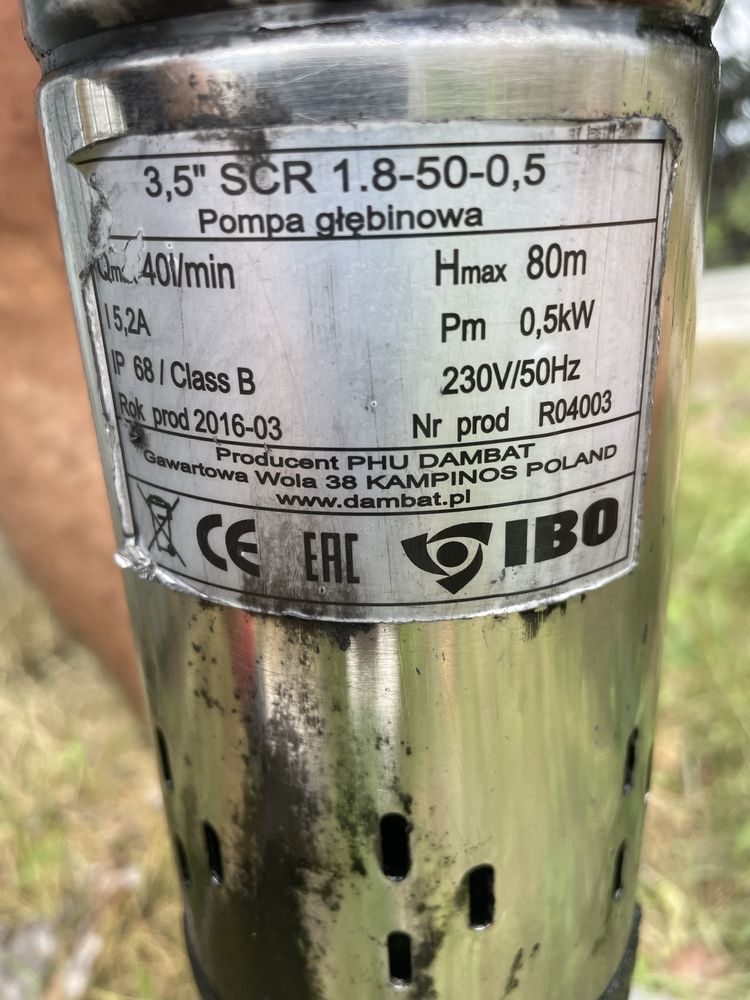 3,5" SCR 1.8-50-0,5
Pompa głębinowa
40l/min Hmax 80m
I 5,2A Pm 0,5kW
IP 68 / Class B 230V/50Hz
Rok prod 2016-03 Nr prod R04003
Producent PHU DAMBAT
Gawartowa Wola 38 KAMPINOS POLAND
www.dambat.pl
CE EAC IBO